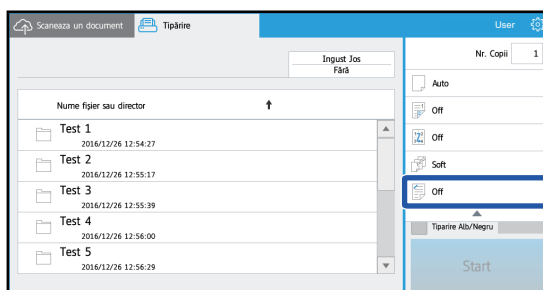 Scaneaza un document
Tipărire
User
Nr. Copii 1
Ingust Jos
Fără
Auto
Nume fișier sau director
Off
Test 1
2016/12/26 12:54:27
Off
Test 2
2016/12/26 12:55:17
Soft
Test 3
2016/12/26 12:55:39
Off
Test 4
2016/12/26 12:56:00
Tiparire Alb/Negru
Test 5
2016/12/26 12:56:29
Start